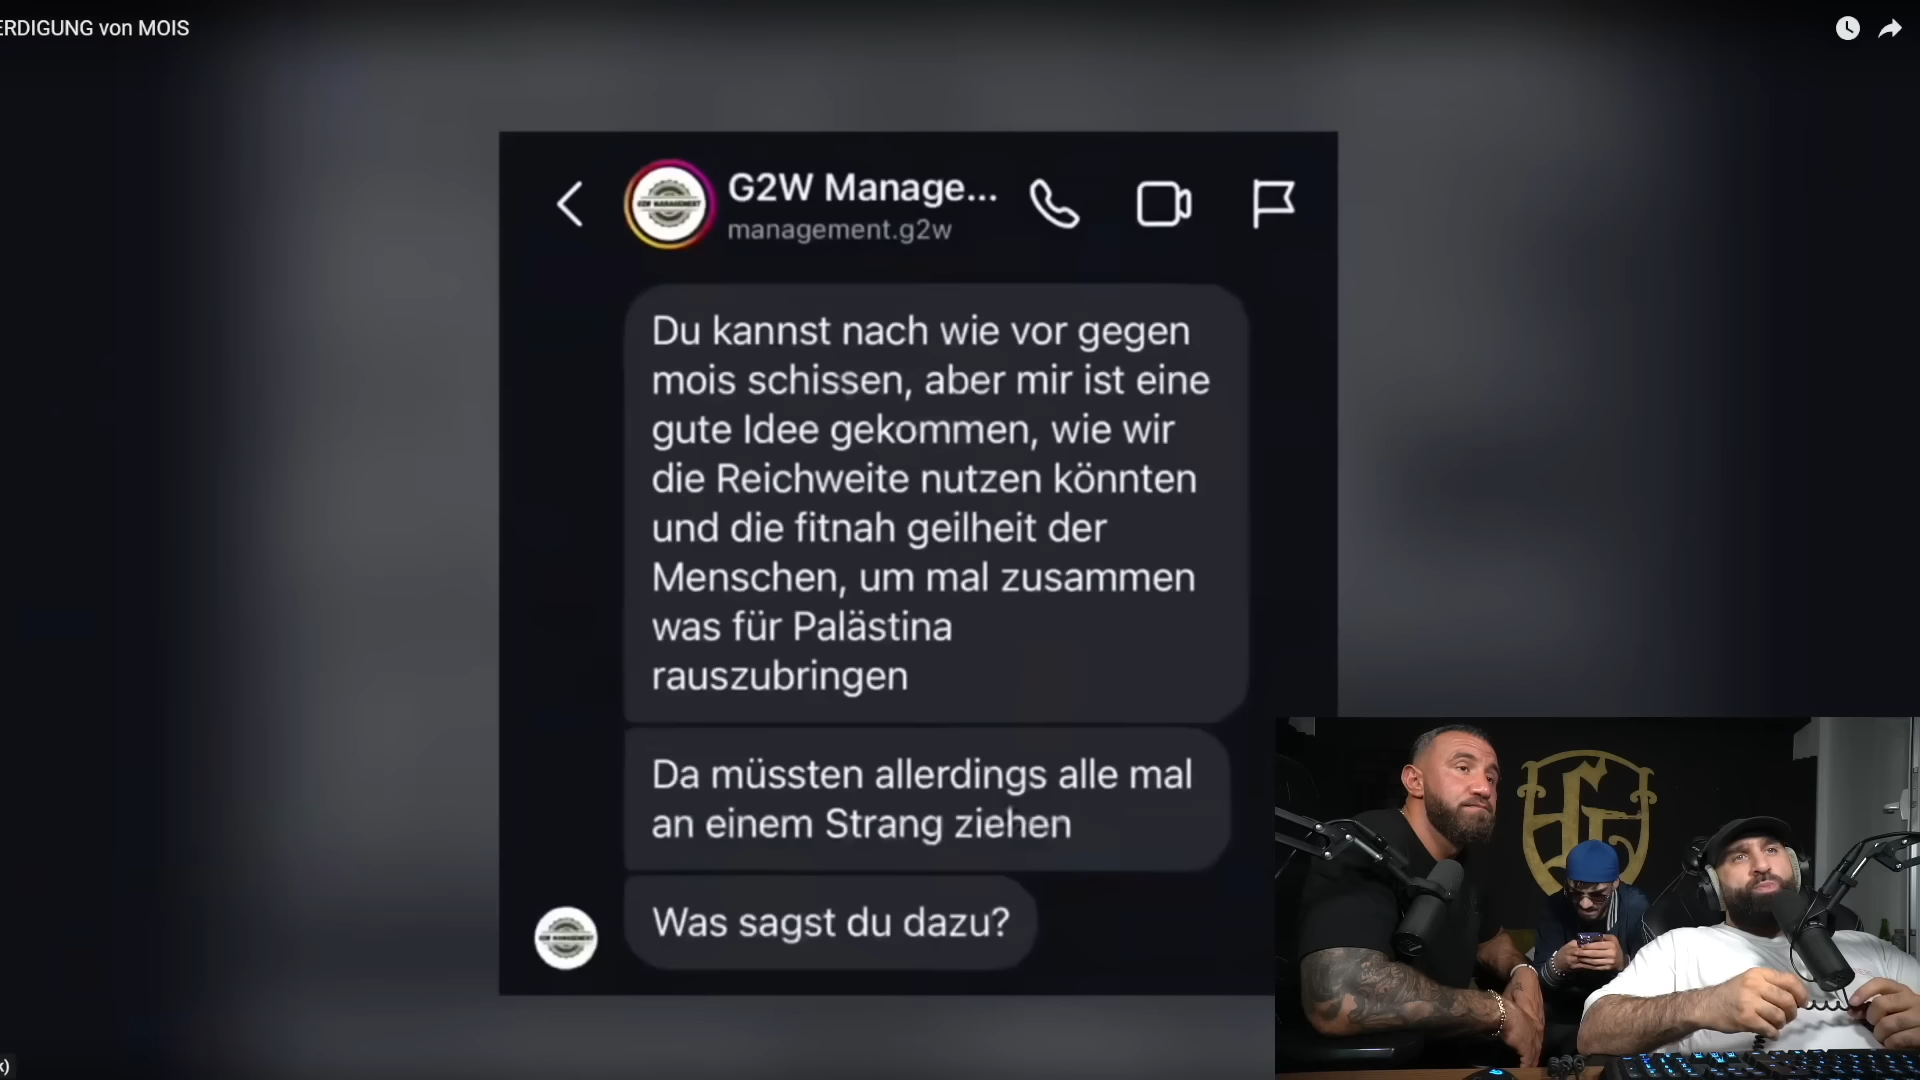 ERDIGUNG von MOIS
G2W Manage...
management.g2w
Du kannst nach wie vor gegen
mois schissen, aber mir ist eine
gute Idee gekommen, wie wir
die Reichweite nutzen könnten
und die fitnah geilheit der
Menschen, um mal zusammen
was für Palästina
rauszubringen
Da müssten allerdings alle mal
an einem Strang ziehen
Was sagst du dazu?